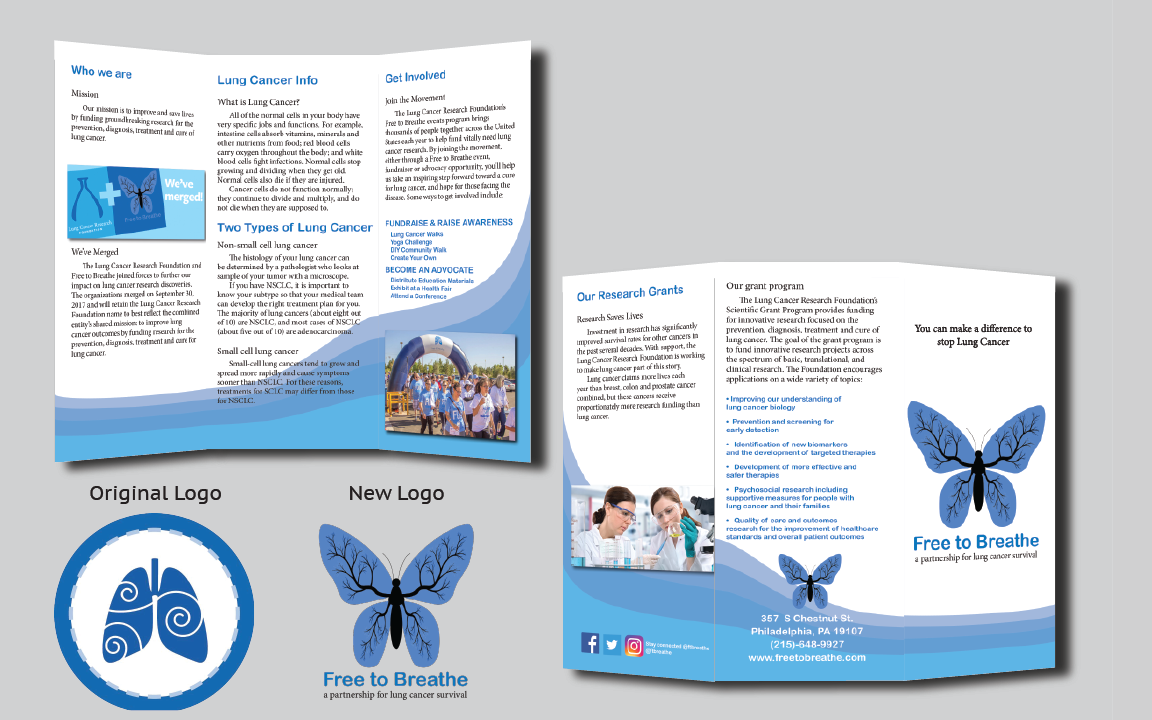 Who we are
Mission
Our mission is to improve and save lives
by funding groundbreaking research for the
prevention, diagnosis, treatment and cure of
lung cancer.
We've
merged!
Lung Cancer Research
FOUNDATION
Free to Breathe
We've Merged
The Lung Cancer Research Foundation and
Free to Breathe joined forces to further our
impact on lung cancer research discoveries.
The organizations merged on September 30,
2017 and will retain the Lung Cancer Research
Foundation name to best reflect the combined
entity's shared mission: to improve lung
cancer outcomes by funding research for the
prevention, diagnosis, treatment and cure for
lung cancer.
Lung Cancer Info
What is Lung Cancer?
All of the normal cells in your body have
very specific jobs and functions. For example,
intestine cells absorb vitamins, minerals and
other nutrients from food; red blood cells
carry oxygen throughout the body; and white
blood cells fight infections. Normal cells stop
growing and dividing when they get old.
Normal cells also die if they are injured.
Cancer cells do not function normally;
they continue to divide and multiply, and do
not die when they are supposed to.
Two Types of Lung Cancer
Non-small cell lung cancer
The histology of your lung cancer can
be determined by a pathologist who looks at
sample of your tumor with a microscope.
If you have NSCLC, it is important to
know your subtype so that your medical team
can develop the right treatment plan for you.
The majority of lung cancers (about eight out
of 10) are NSCLC, and most cases of NSCLC
(about five out of 10) are adenocarcinoma.
Small cell lung cancer
Small-cell lung cancers tend to grow and
spread more rapidly and cause symptoms
sooner than NSCLC. For these reasons,
treatments for SCLC may differ from those
for NSCLC.
Get Involved
Join the Movement
The Lung Cancer Research Foundation's
Free to Breathe events program brings
thousands of people together across the United
States each year to help fund vitally need lung
cancer research. By joining the movement,
either through a Free to Breathe event,
fundraiser or advocacy opportunity, you'll help
us take an inspiring step forward toward a cure
for lung cancer, and hope for those facing the
disease. Some ways to get involved include:
FUNDRAISE & RAISE AWARENESS
Lung Cancer Walks
Yoga Challenge
DIY Community Walk
Create Your Own
BECOME AN ADVOCATE
Distribute Education Materials
Exhibit at a Health Fair
Attend a Conference
Original Logo
New Logo
Free to Breathe
a partnership for lung cancer survival
Our Research Grants
Research Saves Lives
Investment in research has significantly
improved survival rates for other cancers in
the past several decades. With support, the
Lung Cancer Research Foundation is working
to make lung cancer part of this story.
Lung cancer claims more lives each
year than breast, colon and prostate cancer
combined, but these cancers receive
proportionately more research funding than
lung cancer.
Stay connected @ftbreathe
@ftbreathe
Our grant program
The Lung Cancer Research Foundation's
Scientific Grant Program provides funding
for innovative research focused on the
prevention, diagnosis, treatment and cure of
lung cancer. The goal of the grant program is
to fund innovative research projects across
the spectrum of basic, translational, and
clinical research. The Foundation encourages
applications on a wide variety of topics:
• Improving our understanding of
lung cancer biology
• Prevention and screening for
early detection
• Identification of new biomarkers
and the development of targeted therapies
• Development of more effective and
safer therapies
• Psychosocial research including
supportive measures for people with
lung cancer and their families
• Quality of care and outcomes
research for the improvement of healthcare
standards and overall patient outcomes
357 S Chestnut St.
Philadelphia, PA 19107
(215)-648-9927
www.freetobreathe.com
You can make a difference to
stop Lung Cancer
Free to Breathe
a partnership for lung cancer survival